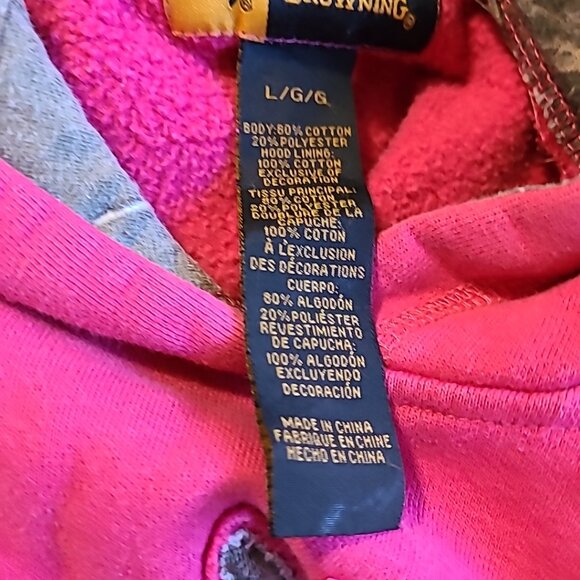 BROWNING
L/G/G
BODY:80% COTTON
20% POLYESTER
HOOD LINING:
100% COTTON
EXCLUSIVE OF
DECORATION
TISSU PRINCIPAL:
80% COTON
20% POLYESTER
DOUBLURE DE LA
CAPUCHE:
100% COTON
À L'EXCLUSION
DES DÉCORATIONS
CUERPO:
80% ALGODÓN
20% POLIÉSTER
REVESTIMIENTO
DE CAPUCHA:
100% ALGODÓN
EXCLUYENDO
DECORACIÓN
MADE IN CHINA
FABRIQUE EN CHINE
HECHO EN CHINA